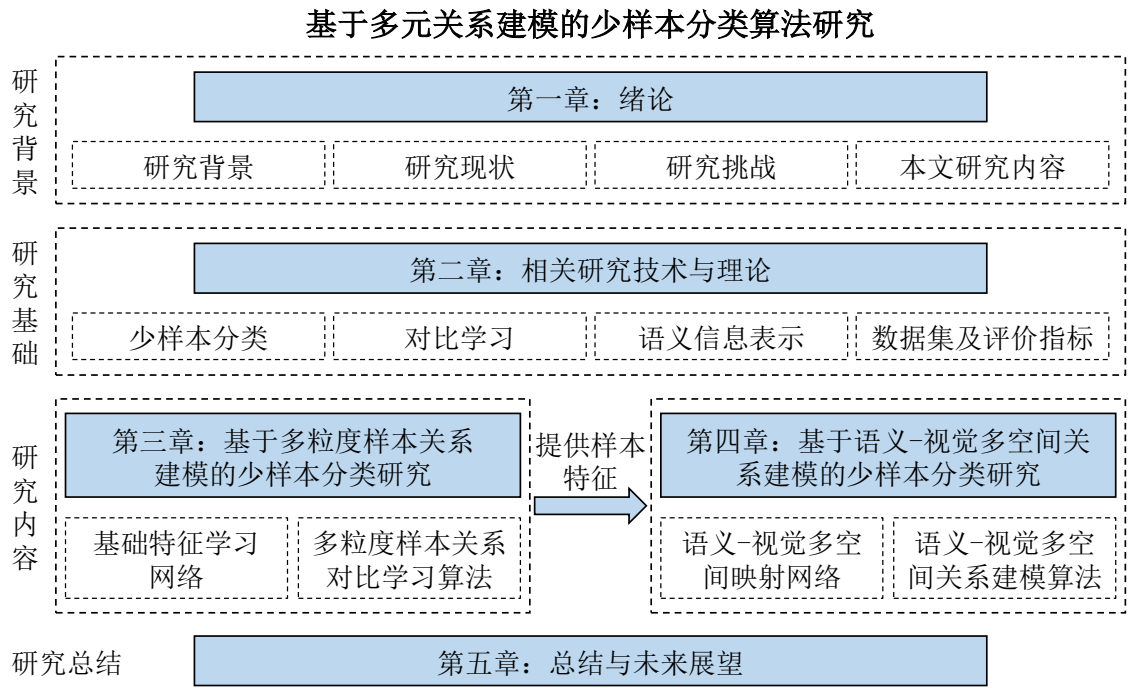 基于多元关系建模的少样本分类算法研究
研究背景
第一章：绪论
研究背景
研究现状
研究挑战
本文研究内容
研究基础
第二章：相关研究技术与理论
少样本分类
对比学习
语义信息表示
数据集及评价指标
研究内容
第三章：基于多粒度样本关系
建模的少样本分类研究
基础特征学习
网络
多粒度样本关系
对比学习算法
提供样本
特征
第四章：基于语义-视觉多空间关
系建模的少样本分类研究
语义-视觉多空
间映射网络
语义-视觉多空
间关系建模算法
研究总结
第五章：总结与未来展望